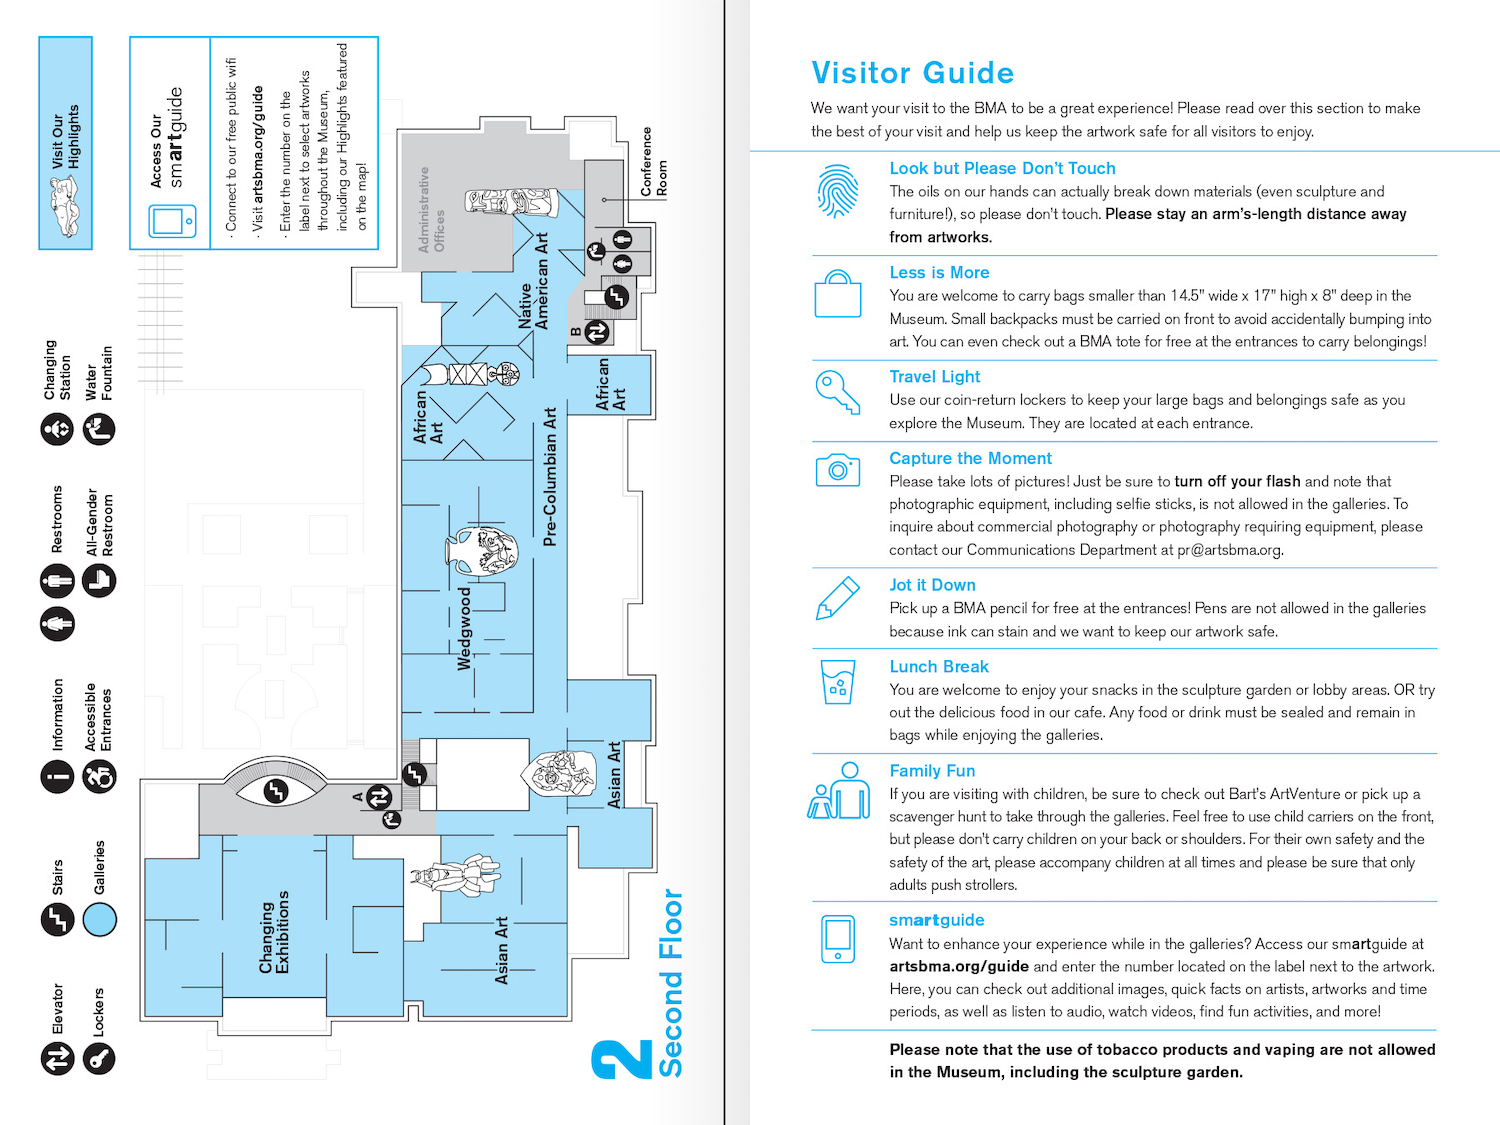 Visit Our
Highlights
Access Our
smartguide
· Connect to our free public wifi
· Visit artsbma.org/guide
· Enter the number on the
label next to select artworks
throughout the Museum,
including our Highlights featured
on the map!
Changing
Station
Water
Fountain
Restrooms
All-Gender
Restroom
Information
Accessible
Entrances
Stairs
Galleries
Elevator
Lockers
Administrative
Offices
Conference
Room
Native
American Art
B
African
Art
African
Art
Pre-Columbian Art
Wedgwood
A
Asian Art
Changing
Exhibitions
Asian Art
2
Second Floor
Visitor Guide
We want your visit to the BMA to be a great experience! Please read over this section to make
the best of your visit and help us keep the artwork safe for all visitors to enjoy.
Look but Please Don't Touch
The oils on our hands can actually break down materials (even sculpture and
furniture!), so please don't touch. Please stay an arm's-length distance away
from artworks.
Less is More
You are welcome to carry bags smaller than 14.5" wide x 17" high x 8" deep in the
Museum. Small backpacks must be carried on front to avoid accidentally bumping into
art. You can even check out a BMA tote for free at the entrances to carry belongings!
Travel Light
Use our coin-return lockers to keep your large bags and belongings safe as you
explore the Museum. They are located at each entrance.
Capture the Moment
Please take lots of pictures! Just be sure to turn off your flash and note that
photographic equipment, including selfie sticks, is not allowed in the galleries. To
inquire about commercial photography or photography requiring equipment, please
contact our Communications Department at pr@artsbma.org.
Jot it Down
Pick up a BMA pencil for free at the entrances! Pens are not allowed in the galleries
because ink can stain and we want to keep our artwork safe.
Lunch Break
You are welcome to enjoy your snacks in the sculpture garden or lobby areas. OR try
out the delicious food in our cafe. Any food or drink must be sealed and remain in
bags while enjoying the galleries.
Family Fun
If you are visiting with children, be sure to check out Bart's ArtVenture or pick up a
scavenger hunt to take through the galleries. Feel free to use child carriers on the front,
but please don't carry children on your back or shoulders. For their own safety and the
safety of the art, please accompany children at all times and please be sure that only
adults push strollers.
smartguide
Want to enhance your experience while in the galleries? Access our smartguide at
artsbma.org/guide and enter the number located on the label next to the artwork.
Here, you can check out additional images, quick facts on artists, artworks and time
periods, as well as listen to audio, watch videos, find fun activities, and more!
Please note that the use of tobacco products and vaping are not allowed
in the Museum, including the sculpture garden.